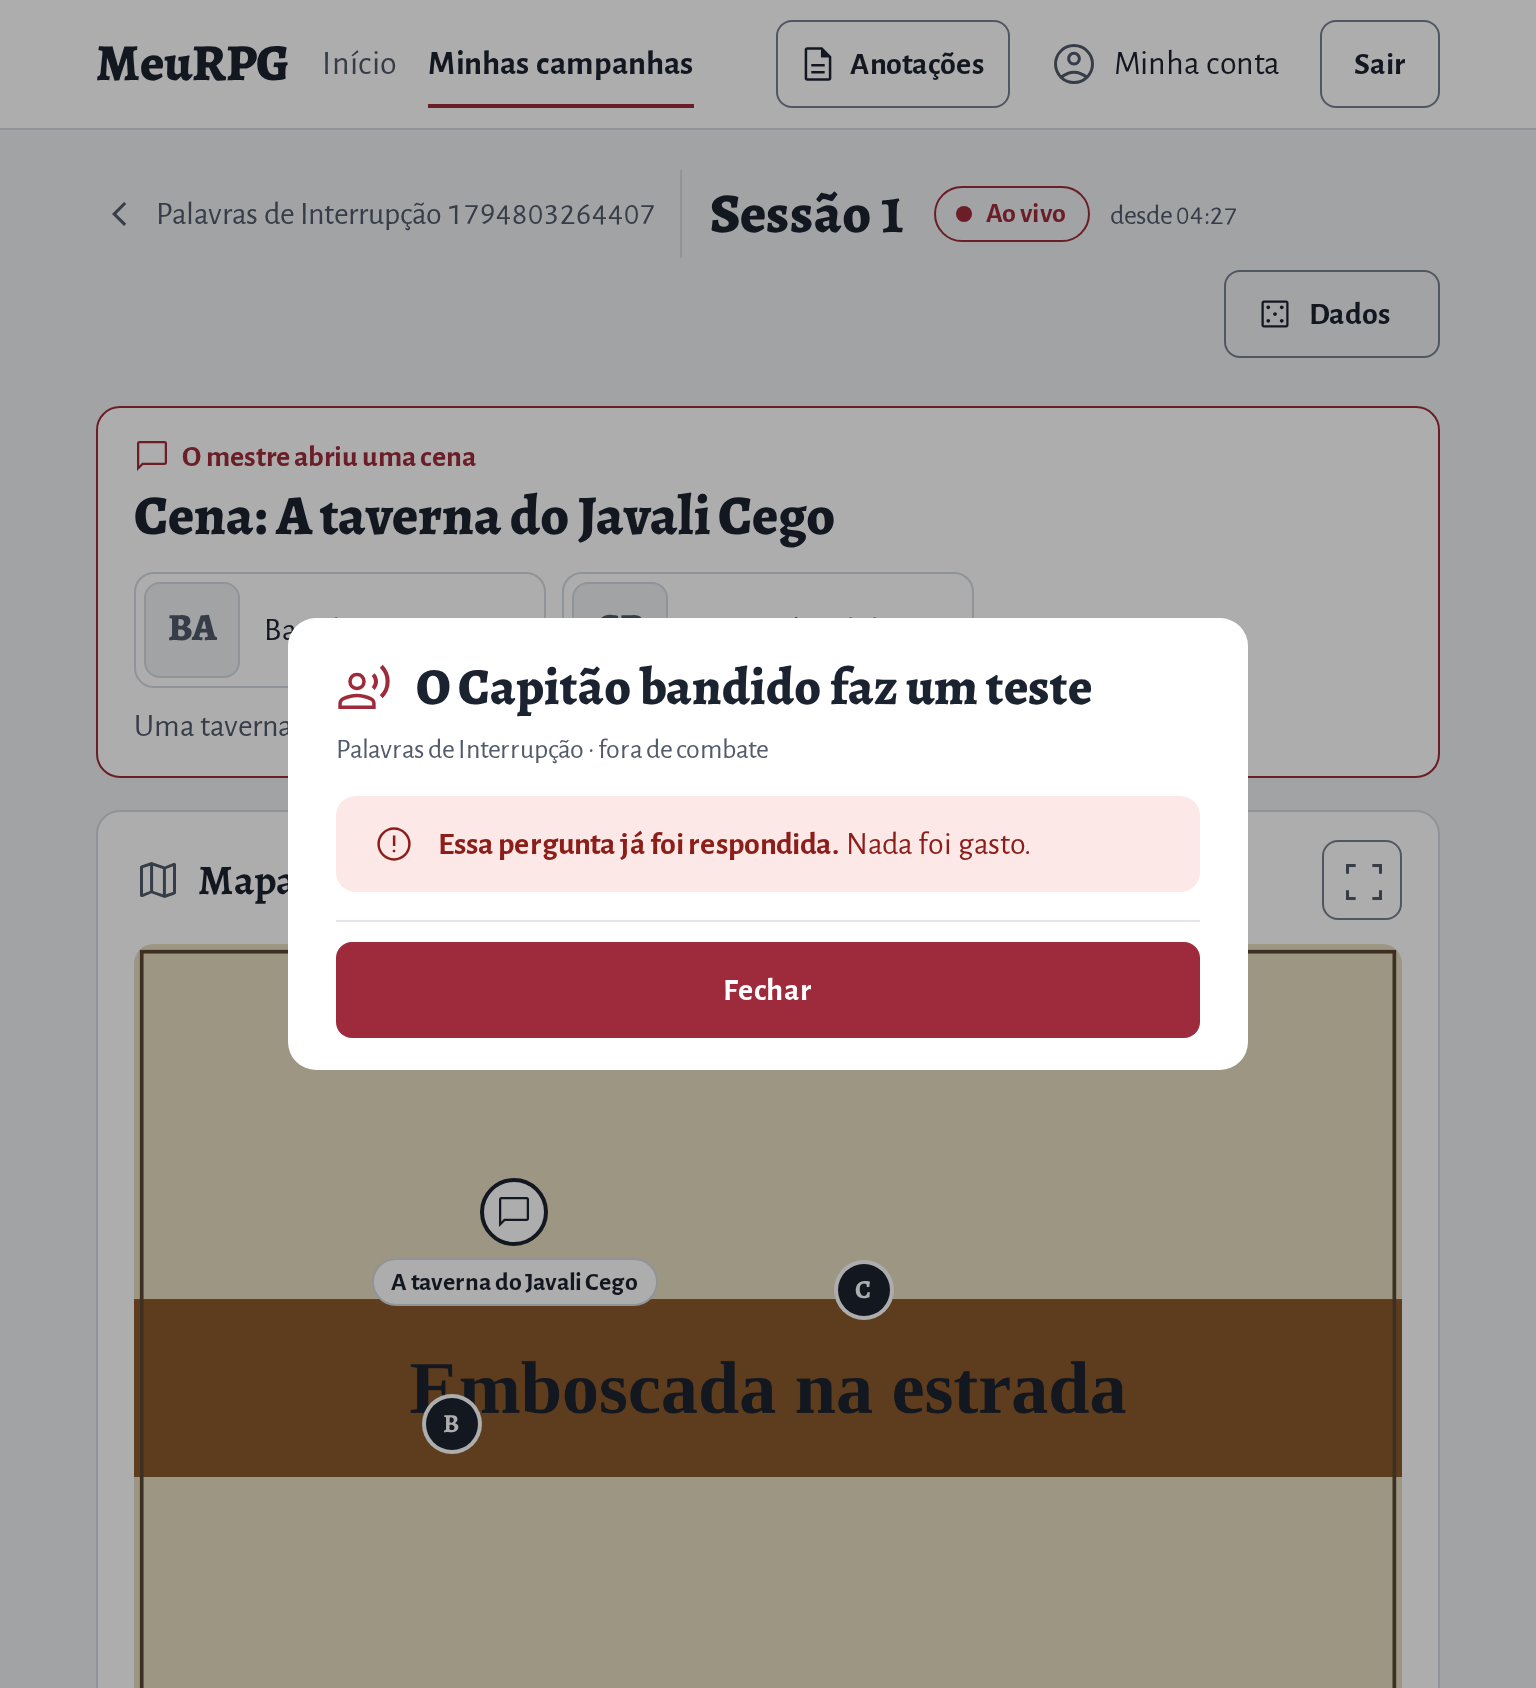 MeuRPG Início Minhas campanhas Anotações Minha conta Sair
Palavras de Interrupção 1794803264407 Sessão 1 Ao vivo desde 04:27
Dados
O mestre abriu uma cena
Cena: A taverna do Javali Cego
BA
Uma taverna
O Capitão bandido faz um teste
Palavras de Interrupção · fora de combate
Essa pergunta já foi respondida. Nada foi gasto.
Fechar
Mapa
A taverna do Javali Cego
C
Emboscada na estrada
B